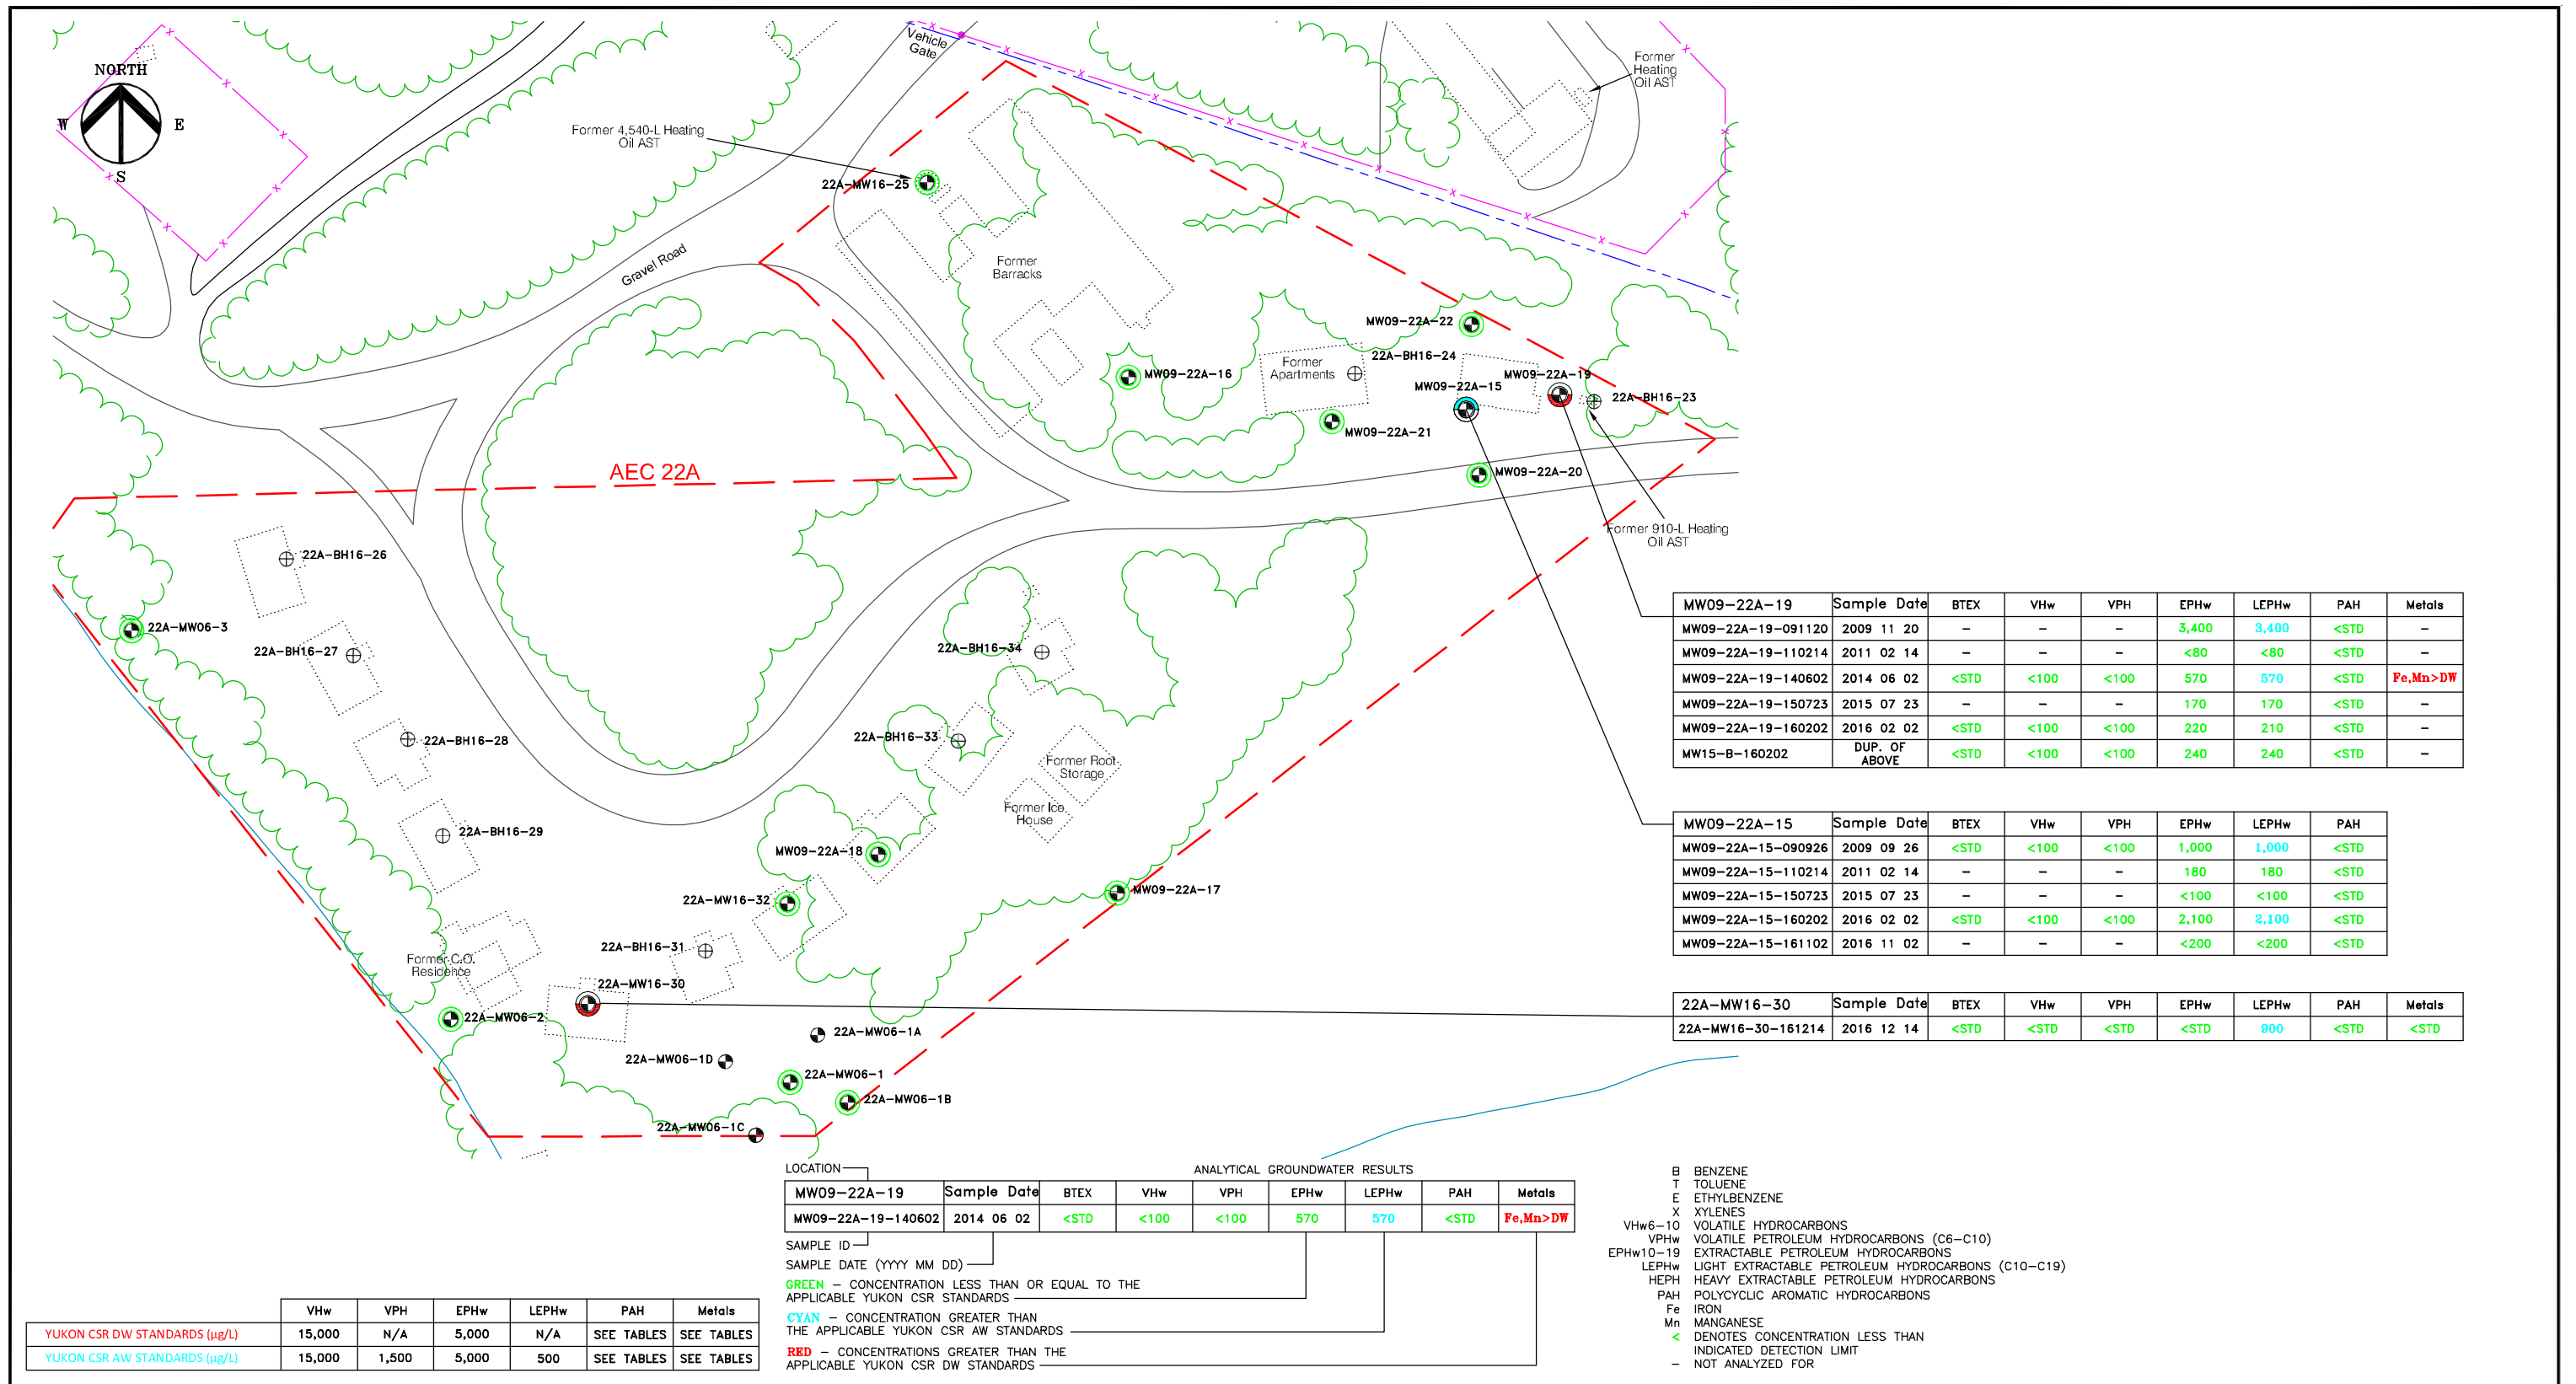 NORTH
W
E
S
Vehicle
Gate
Former
Heating
Oil AST
Former 4,540-L Heating
Oil AST
22A-MW16-25
Gravel Road
Former
Barracks
MW09-22A-22
22A-BH16-24
Former
Apartments
MW09-22A-16
MW09-22A-19
MW09-22A-15
22A-BH16-23
MW09-22A-21
AEC 22A
MW09-22A-20
Former 910-L Heating
Oil AST
22A-BH16-26
22A-MW06-3
22A-BH16-27
22A-BH16-34
22A-BH16-28
22A-BH16-33
Former Root
Storage
Former Ice
House
22A-BH16-29
MW09-22A-18
MW09-22A-17
22A-MW16-32
22A-BH16-31
Former C.O.
Residence
22A-MW16-30
22A-MW06-2
22A-MW06-1A
22A-MW06-1D
22A-MW06-1
22A-MW06-1B
22A-MW06-1C
MW09-22A-19 Sample Date BTEX VHw VPH EPHw LEPHw PAH Metals
MW09-22A-19-091120 2009 11 20 - - - 3,400 3,400 <STD -
MW09-22A-19-110214 2011 02 14 - - - <80 <80 <STD -
MW09-22A-19-140602 2014 06 02 <STD <100 <100 570 570 <STD Fe,Mn>DW
MW09-22A-19-150723 2015 07 23 - - - 170 170 <STD -
MW09-22A-19-160202 2016 02 02 <STD <100 <100 220 210 <STD -
MW15-B-160202 DUP. OF ABOVE <STD <100 <100 240 240 <STD -
MW09-22A-15 Sample Date BTEX VHw VPH EPHw LEPHw PAH
MW09-22A-15-090926 2009 09 26 <STD <100 <100 1,000 1,000 <STD
MW09-22A-15-110214 2011 02 14 - - - 180 180 <STD
MW09-22A-15-150723 2015 07 23 - - - <100 <100 <STD
MW09-22A-15-160202 2016 02 02 <STD <100 <100 2,100 2,100 <STD
MW09-22A-15-161102 2016 11 02 - - - <200 <200 <STD
22A-MW16-30 Sample Date BTEX VHw VPH EPHw LEPHw PAH Metals
22A-MW16-30-161214 2016 12 14 <STD <STD <STD <STD 900 <STD <STD
LOCATION
ANALYTICAL GROUNDWATER RESULTS
MW09-22A-19 Sample Date BTEX VHw VPH EPHw LEPHw PAH Metals
MW09-22A-19-140602 2014 06 02 <STD <100 <100 570 570 <STD Fe,Mn>DW
SAMPLE ID
SAMPLE DATE (YYYY MM DD)
GREEN - CONCENTRATION LESS THAN OR EQUAL TO THE
APPLICABLE YUKON CSR STANDARDS
CYAN - CONCENTRATION GREATER THAN
THE APPLICABLE YUKON CSR AW STANDARDS
RED - CONCENTRATIONS GREATER THAN THE
APPLICABLE YUKON CSR DW STANDARDS
VHw VPH EPHw LEPHw PAH Metals
YUKON CSR DW STANDARDS (µg/L) 15,000 N/A 5,000 N/A SEE TABLES SEE TABLES
YUKON CSR AW STANDARDS (µg/L) 15,000 1,500 5,000 500 SEE TABLES SEE TABLES
B BENZENE
T TOLUENE
E ETHYLBENZENE
X XYLENES
VHw6-10 VOLATILE HYDROCARBONS
VPHw VOLATILE PETROLEUM HYDROCARBONS (C6-C10)
EPHw10-19 EXTRACTABLE PETROLEUM HYDROCARBONS
LEPHw LIGHT EXTRACTABLE PETROLEUM HYDROCARBONS (C10-C19)
HEPH HEAVY EXTRACTABLE PETROLEUM HYDROCARBONS
PAH POLYCYCLIC AROMATIC HYDROCARBONS
Fe IRON
Mn MANGANESE
< DENOTES CONCENTRATION LESS THAN
INDICATED DETECTION LIMIT
- NOT ANALYZED FOR